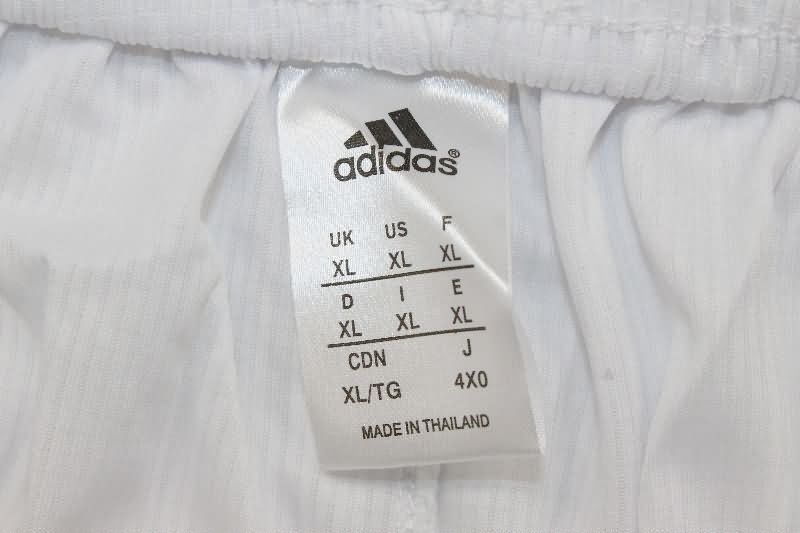 adidas®
UK US F
XL XL XL
D I E
XL XL XL
CDN J
XL/TG 4X0
MADE IN THAILAND